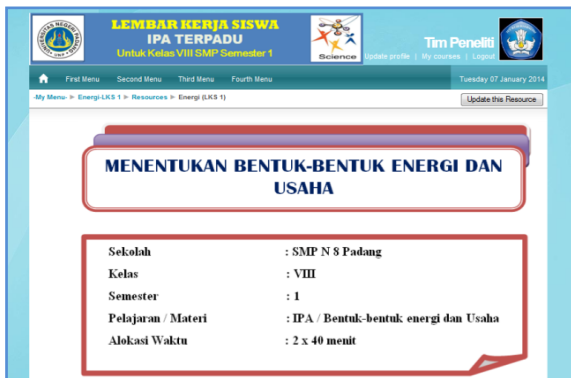 LEMBAR KERJA SISWA
IPA TERPADU
Untuk Kelas VIII SMP Semester 1
Science
Tim Peneliti
Update profile | My courses | Logout
First Menu Second Menu Third Menu Fourth Menu Tuesday 07 January 2014
-My Menu- ► Energi-LKS 1 ► Resources ► Energi (LKS 1) Update this Resource
MENENTUKAN BENTUK-BENTUK ENERGI DAN
USAHA
Sekolah : SMP N 8 Padang
Kelas : VIII
Semester : 1
Pelajaran / Materi : IPA / Bentuk-bentuk energi dan Usaha
Alokasi Waktu : 2 x 40 menit